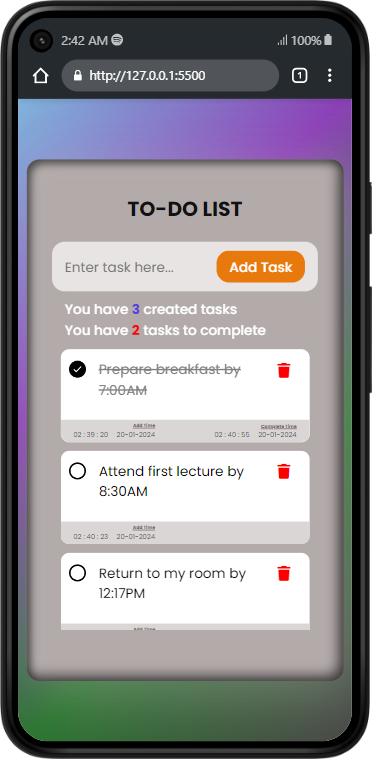 2:42 AM 100%
http://127.0.0.1:5500 1
TO-DO LIST
Enter task here... Add Task
You have 3 created tasks
You have 2 tasks to complete
Prepare breakfast by
7:00AM
Add time Complete time
02 : 39 : 20 20-01-2024 02 : 40 : 55 20-01-2024
Attend first lecture by
8:30AM
Add time
02 : 40 : 23 20-01-2024
Return to my room by
12:17PM
Add time